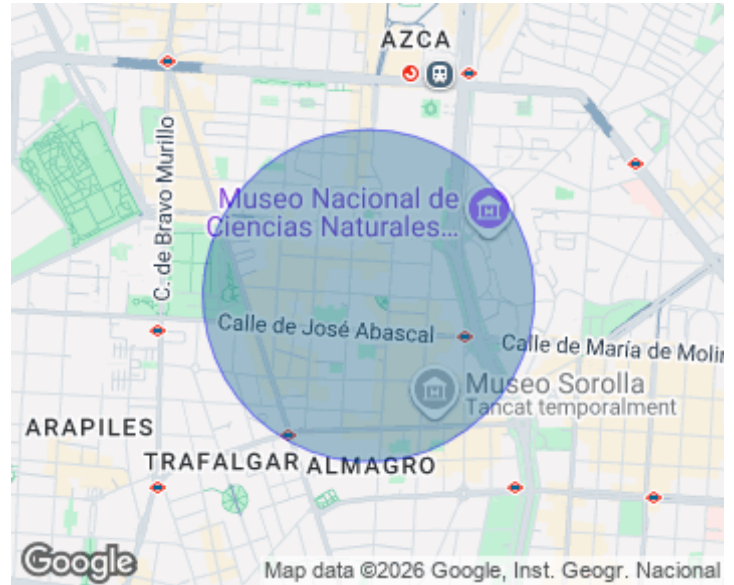 AZCA
C. de Bravo Murillo
Museo Nacional de
Ciencias Naturales...
Calle de José Abascal
Calle de María de Molin
Museo Sorolla
Tancat temporalment
ARAPILES
TRAFALGAR
ALMAGRO
Google
Map data ©2026 Google, Inst. Geogr. Nacional